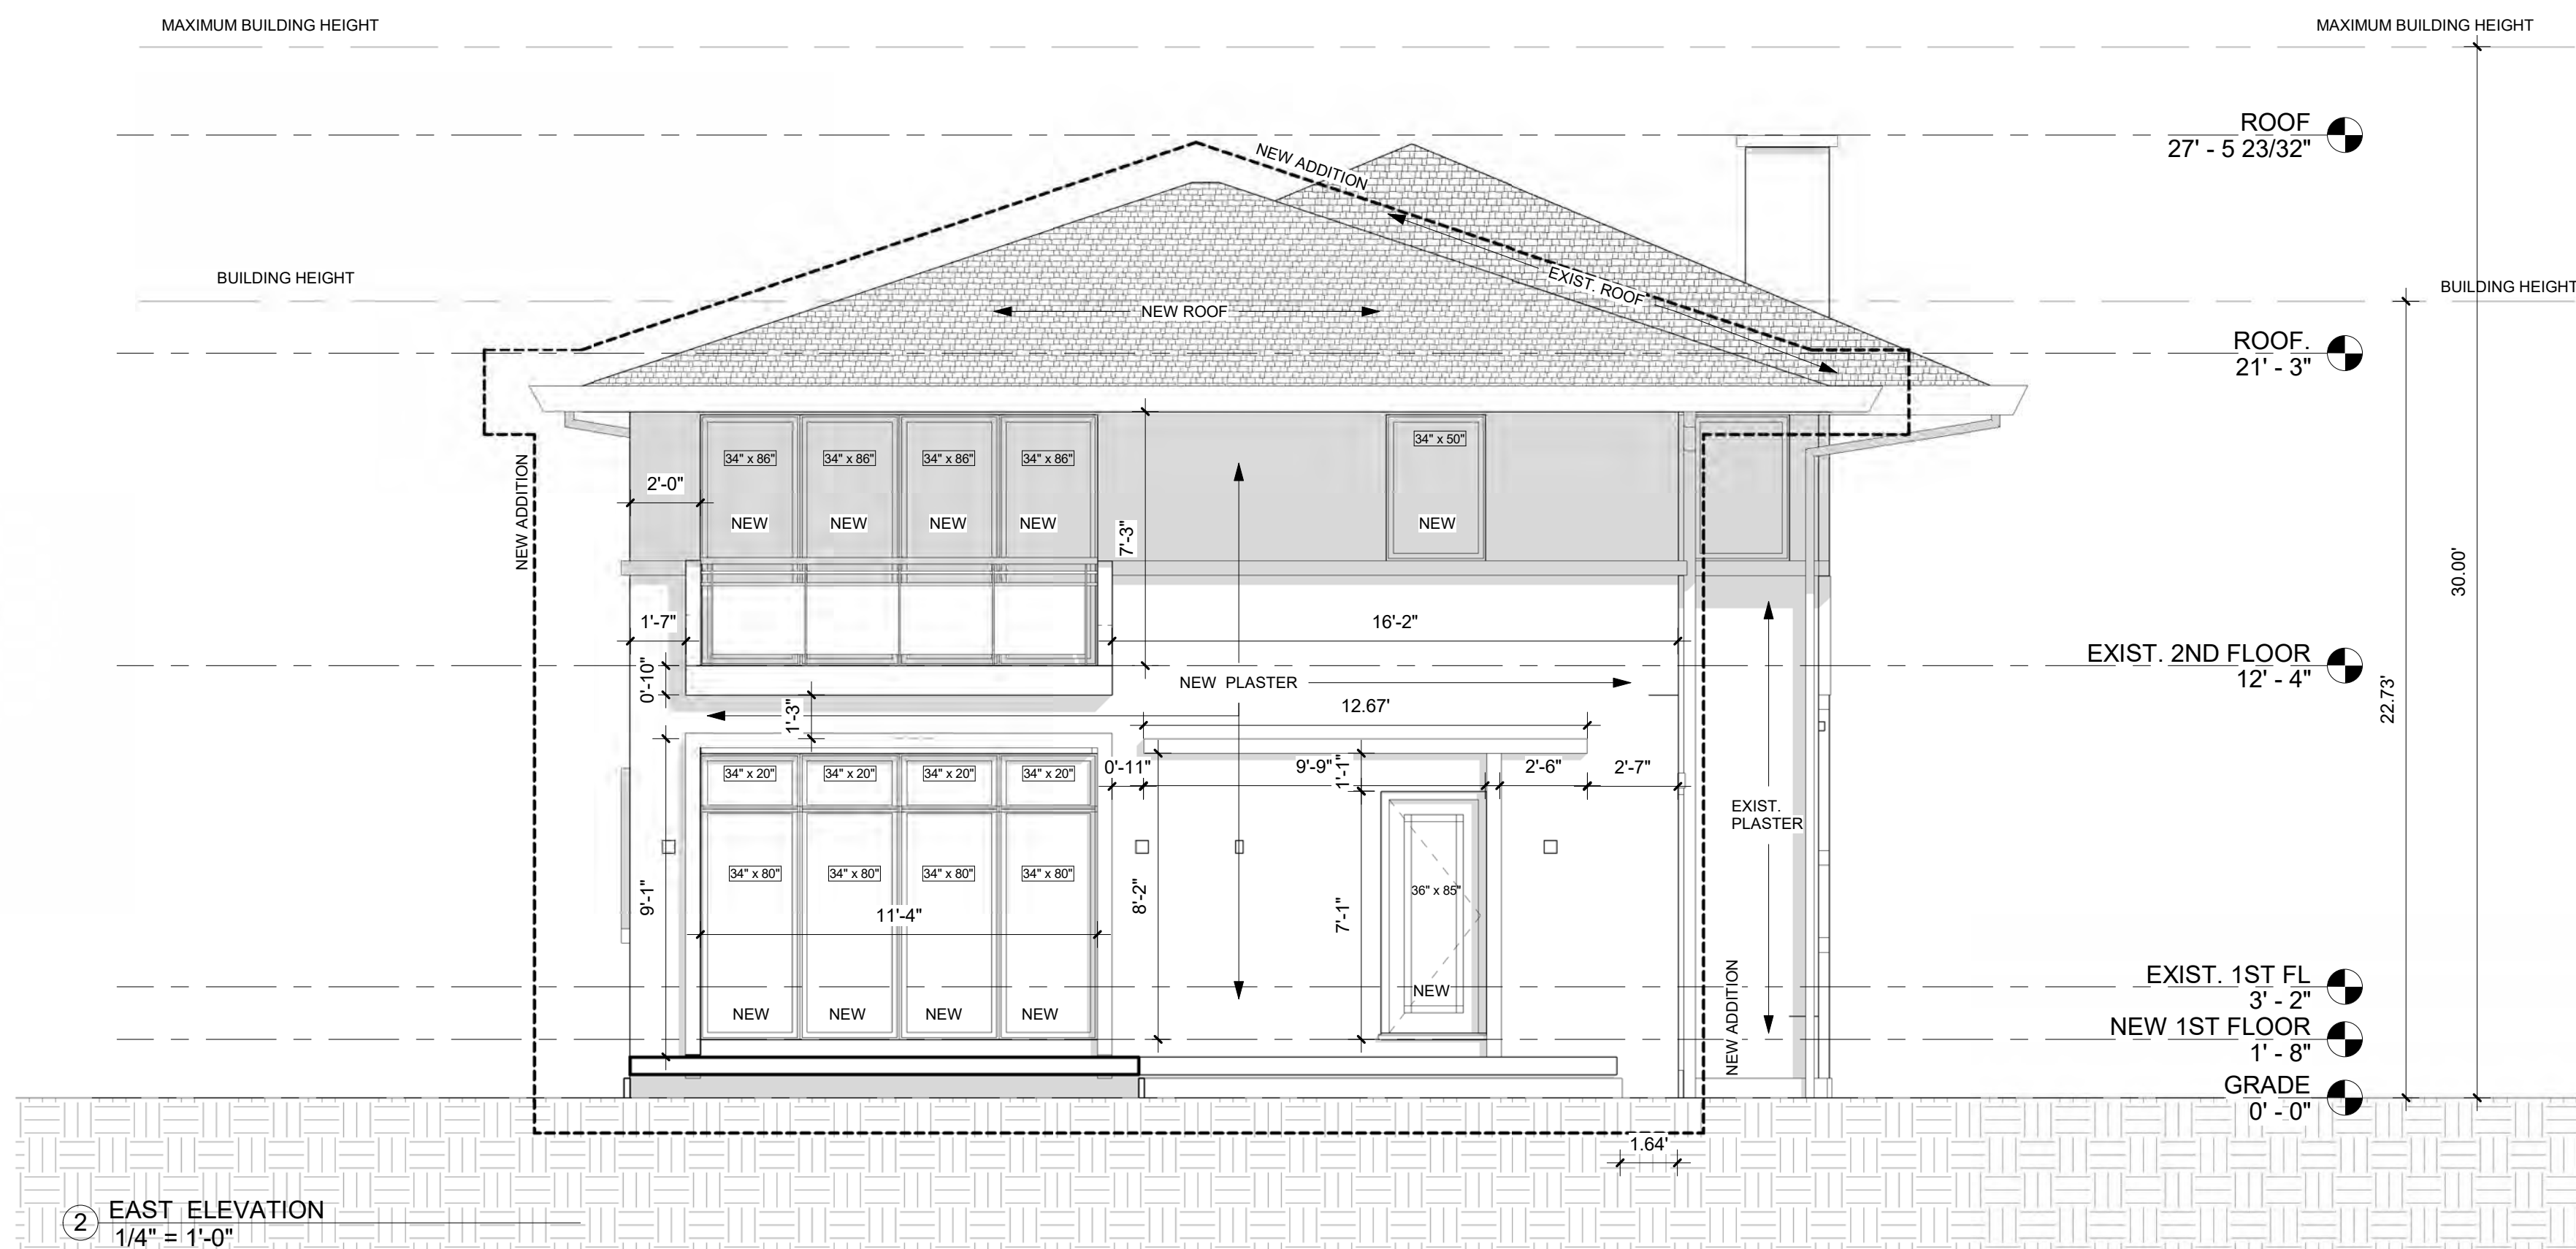 MAXIMUM BUILDING HEIGHT
MAXIMUM BUILDING HEIGHT
ROOF
27' - 5 23/32"
NEW ADDITION
BUILDING HEIGHT
EXIST. ROOF
BUILDING HEIGHT
NEW ROOF
ROOF.
21' - 3"
34" x 86"
34" x 86"
34" x 86"
34" x 86"
34" x 50"
2'-0"
NEW ADDITION
NEW
NEW
NEW
NEW
7'-3"
NEW
30.00'
1'-7"
16'-2"
0'-10"
EXIST. 2ND FLOOR
12' - 4"
NEW PLASTER
22.73'
1'-3"
12.67'
34" x 20"
34" x 20"
34" x 20"
34" x 20"
0'-11"
9'-9"
1'-1"
2'-6"
2'-7"
EXIST.
PLASTER
34" x 80"
34" x 80"
34" x 80"
34" x 80"
9'-1"
11'-4"
8'-2"
7'-1"
36" x 85"
EXIST. 1ST FL
3' - 2"
NEW
NEW
NEW
NEW
NEW
NEW ADDITION
NEW 1ST FLOOR
1' - 8"
GRADE
0' - 0"
1.64'
2
EAST ELEVATION
1/4" = 1'-0"